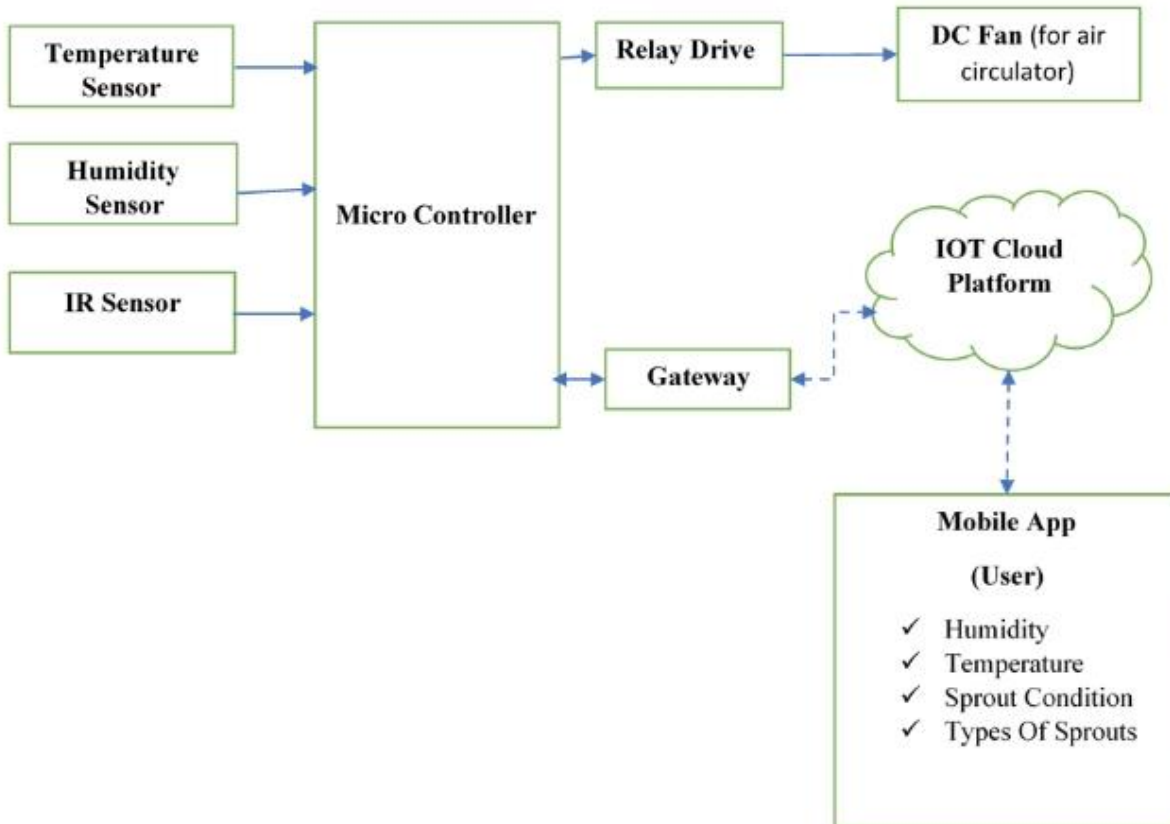 Temperature
Sensor
Humidity
Sensor
IR Sensor
Micro Controller
Relay Drive
DC Fan (for air
circulator)
IOT Cloud
Platform
Gateway
Mobile App
(User)
✓ Humidity
✓ Temperature
✓ Sprout Condition
✓ Types Of Sprouts